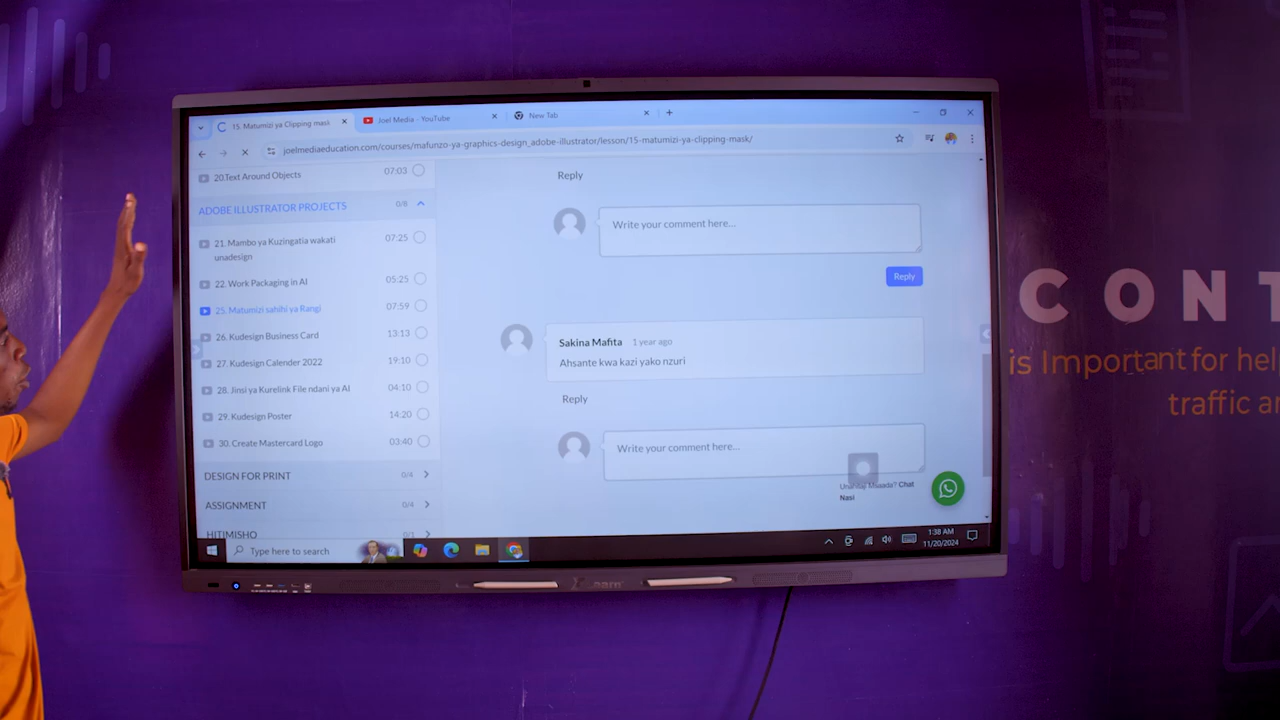 15. Matumizi ya Clipping mask
Joel Media - YouTube
New Tab
joelmediaeducation.com/courses/mafunzo-ya-graphics-design_adobe-illustrator/lesson/15-matumizi-ya-clipping-mask/
20.Text Around Objects 07:03
ADOBE ILLUSTRATOR PROJECTS 0/8
21. Mambo ya Kuzingatia wakati 07:25
unadesign
22. Work Packaging in AI 05:25
25. Matumizi sahihi ya Rangi 07:59
26. Kudesign Business Card 13:13
27. Kudesign Calender 2022 19:10
28. Jinsi ya Kurelink File ndani ya AI 04:10
29. Kudesign Poster 14:20
30. Create Mastercard Logo 03:40
DESIGN FOR PRINT 0/4
ASSIGNMENT 0/4
HITIMISHO 0/1
Reply
Write your comment here...
Reply
Sakina Mafita 1 year ago
Ahsante kwa kazi yako nzuri
Reply
Write your comment here...
Chat
Nasi
Type here to search
1:38 AM
11/20/2024
CONT
is Important for hel
traffic a